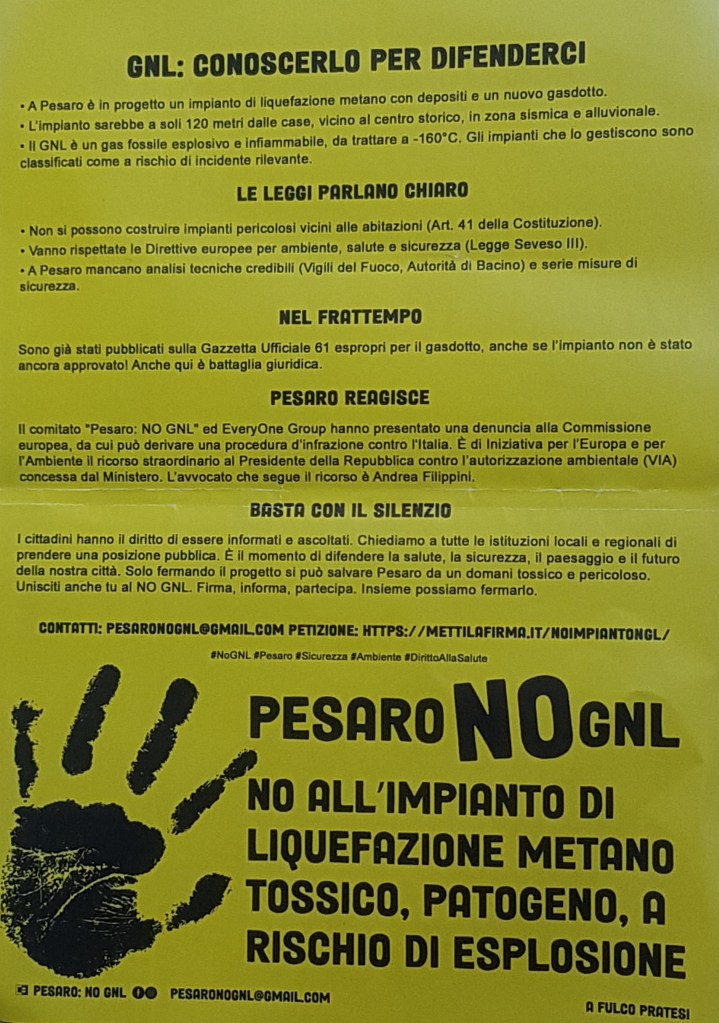 GNL: CONOSCERLO PER DIFENDERCI
• A Pesaro è in progetto un impianto di liquefazione metano con depositi e un nuovo gasdotto.
• L'impianto sarebbe a soli 120 metri dalle case, vicino al centro storico, in zona sismica e alluvionale.
• Il GNL è un gas fossile esplosivo e infiammabile, da trattare a -160°C. Gli impianti che lo gestiscono sono
classificati come a rischio di incidente rilevante.
LE LEGGI PARLANO CHIARO
• Non si possono costruire impianti pericolosi vicini alle abitazioni (Art. 41 della Costituzione).
• Vanno rispettate le Direttive europee per ambiente, salute e sicurezza (Legge Seveso III).
• A Pesaro mancano analisi tecniche credibili (Vigili del Fuoco, Autorità di Bacino) e serie misure di
sicurezza.
NEL FRATTEMPO
Sono già stati pubblicati sulla Gazzetta Ufficiale 61 espropri per il gasdotto, anche se l'impianto non è stato
ancora approvato! Anche qui è battaglia giuridica.
PESARO REAGISCE
Il comitato "Pesaro: NO GNL" ed EveryOne Group hanno presentato una denuncia alla Commissione
europea, da cui può derivare una procedura d'infrazione contro l'Italia. È di Iniziativa per l'Europa e per
l'Ambiente il ricorso straordinario al Presidente della Repubblica contro l'autorizzazione ambientale (VIA)
concessa dal Ministero. L'avvocato che segue il ricorso è Andrea Filippini.
BASTA CON IL SILENZIO
I cittadini hanno il diritto di essere informati e ascoltati. Chiediamo a tutte le istituzioni locali e regionali di
prendere una posizione pubblica. È il momento di difendere la salute, la sicurezza, il paesaggio e il futuro
della nostra città. Solo fermando il progetto si può salvare Pesaro da un domani tossico e pericoloso.
Unisciti anche tu al NO GNL. Firma, informa, partecipa. Insieme possiamo fermarlo.
CONTATTI: PESARONOGNL@GMAIL.COM PETIZIONE: HTTPS://METTILAFIRMA.IT/NOIMPIANTONGL/
#NoGNL #Pesaro #Sicurezza #Ambiente #DirittoAllaSalute
PESARO NO GNL
NO ALL'IMPIANTO DI
LIQUEFAZIONE METANO
TOSSICO, PATOGENO, A
RISCHIO DI ESPLOSIONE
PESARO: NO GNL PESARONOGNL@GMAIL.COM
A FULCO PRATESI